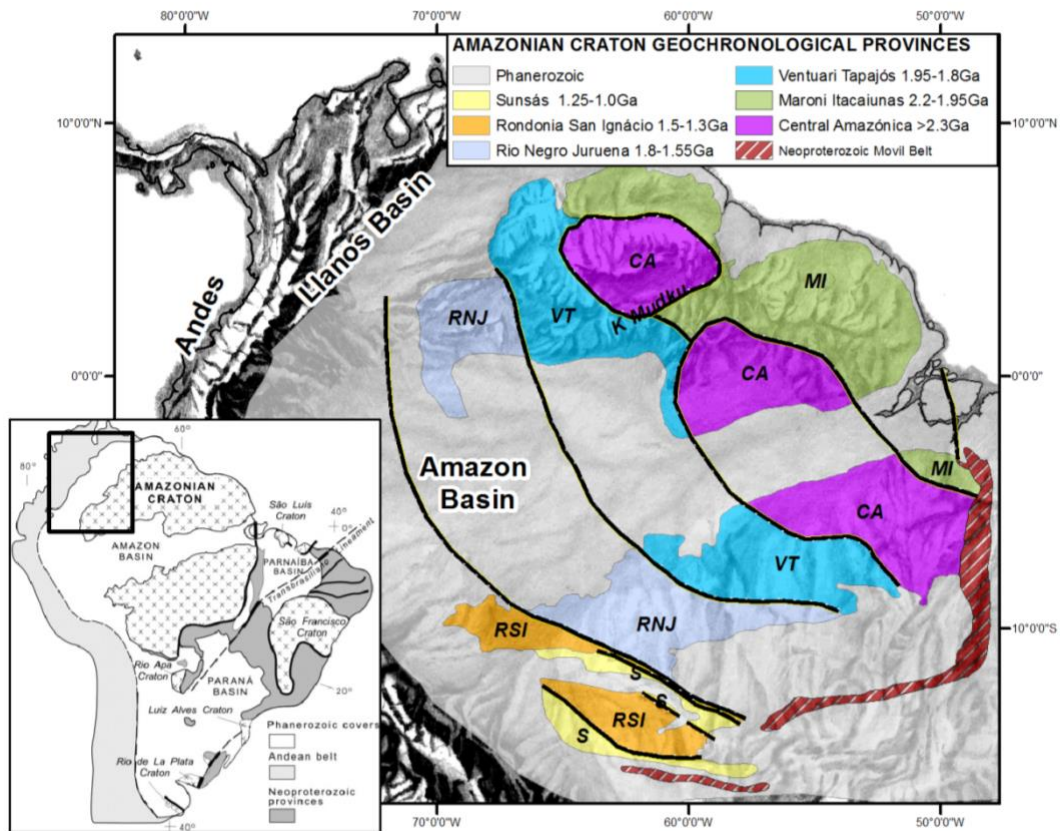 80°0'0"W
70°0'0"W
60°0'0"W
50°0'0"W
AMAZONIAN CRATON GEOCHRONOLOGICAL PROVINCES
Phanerozoic
Sunsás 1.25-1.0Ga
Rondonia San Ignácio 1.5-1.3Ga
Rio Negro Juruena 1.8-1.55Ga
Ventuari Tapajós 1.95-1.8Ga
Maroni Itacaiunas 2.2-1.95Ga
Central Amazónica >2.3Ga
Neoproterozoic Movil Belt
10°0'0"N
10°0'0"N
Llanos Basin
Andes
CA
MI
RNJ
VT
K Mudku
CA
0°0'0"
0°0'0"
Amazon
Basin
MI
CA
VT
RSI
RNJ
10°0'0"S
S
S
RSI
S
70°0'0"W
60°0'0"W
50°0'0"W
60°
80°
AMAZONIAN
CRATON
São Luís
Craton
40°
0°
AMAZON
BASIN
PARNAÍBA
BASIN
Transbrasiliano Lineament
São Francisco
Craton
Rio Apa
Craton
PARANÁ
BASIN
20°
Luiz Alves Craton
Phanerozoic covers
Rio de La Plata
Craton
Andean belt
Neoproterozoic
provinces
40°